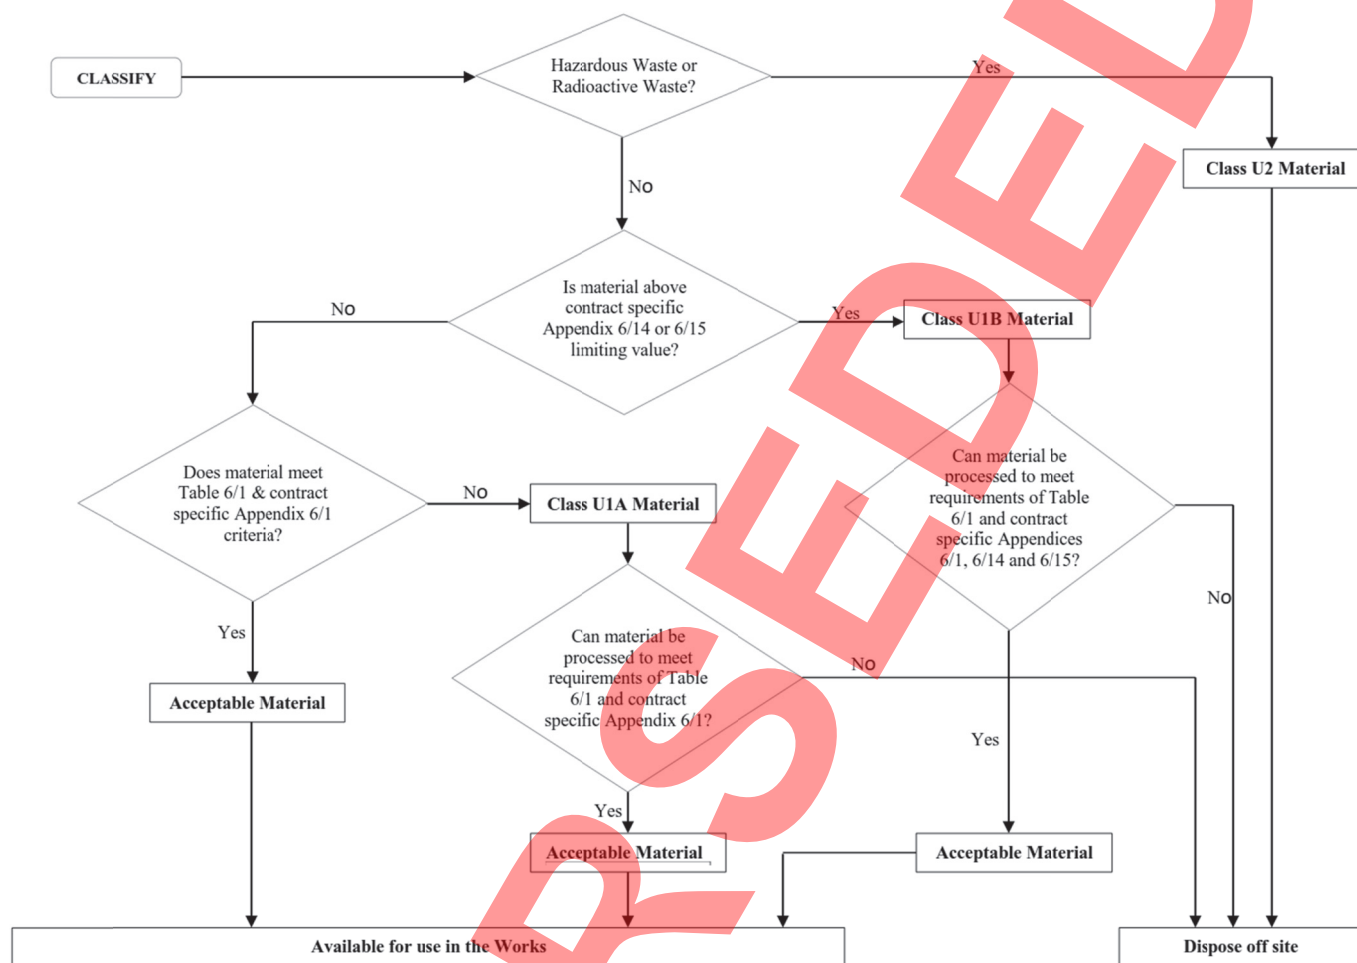 CLASSIFY
Hazardous Waste or
Radioactive Waste?
Yes
Class U2 Material
No
Is material above
contract specific
Appendix 6/14 or 6/15
limiting value?
No
Yes
Class U1B Material
Does material meet
Table 6/1 & contract
specific Appendix 6/1
criteria?
No
Class U1A Material
Can material be
processed to meet
requirements of Table
6/1 and contract
specific Appendices
6/1, 6/14 and 6/15?
No
Yes
Acceptable Material
Can material be
processed to meet
requirements of Table
6/1 and contract
specific Appendix 6/1?
No
Yes
Yes
Acceptable Material
Acceptable Material
Available for use in the Works
Dispose off site
RSEDED